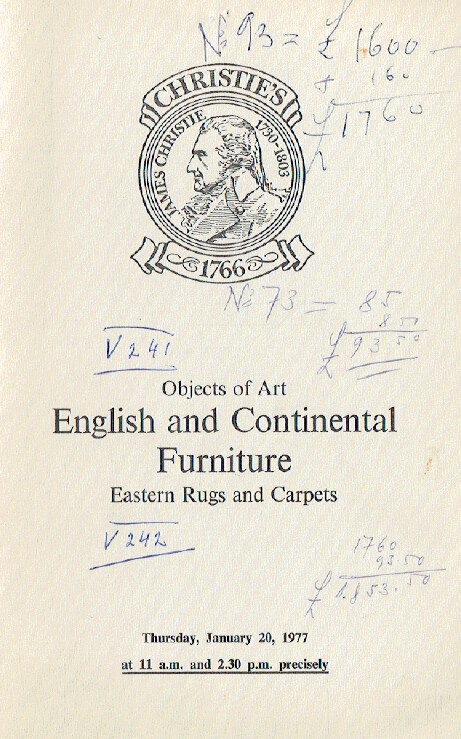 № 93 = £ 1600 —
+ 160
£ 1760
CHRISTIE'S
JAMES CHRISTIE 1730-1803
1766
№ 73 = 85
8.50
£ 93.50
V 241
Objects of Art
English and Continental
Furniture
Eastern Rugs and Carpets
V 242
1760
93.50
£ 1.853.50
Thursday, January 20, 1977
at 11 a.m. and 2.30 p.m. precisely